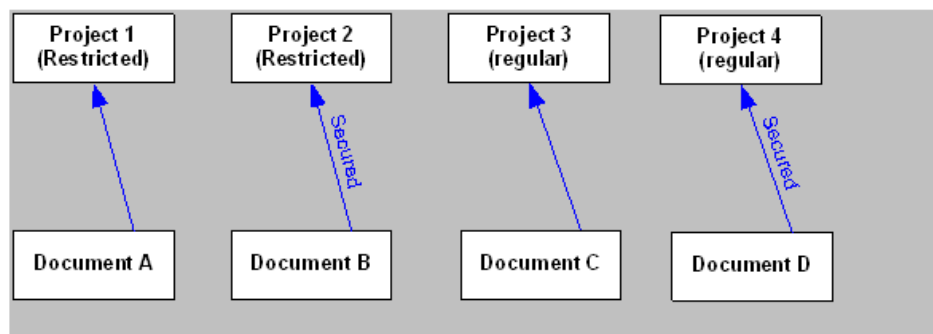 Project 1
(Restricted)
Project 2
(Restricted)
Project 3
(regular)
Project 4
(regular)
Secured
Secured
Document A
Document B
Document C
Document D